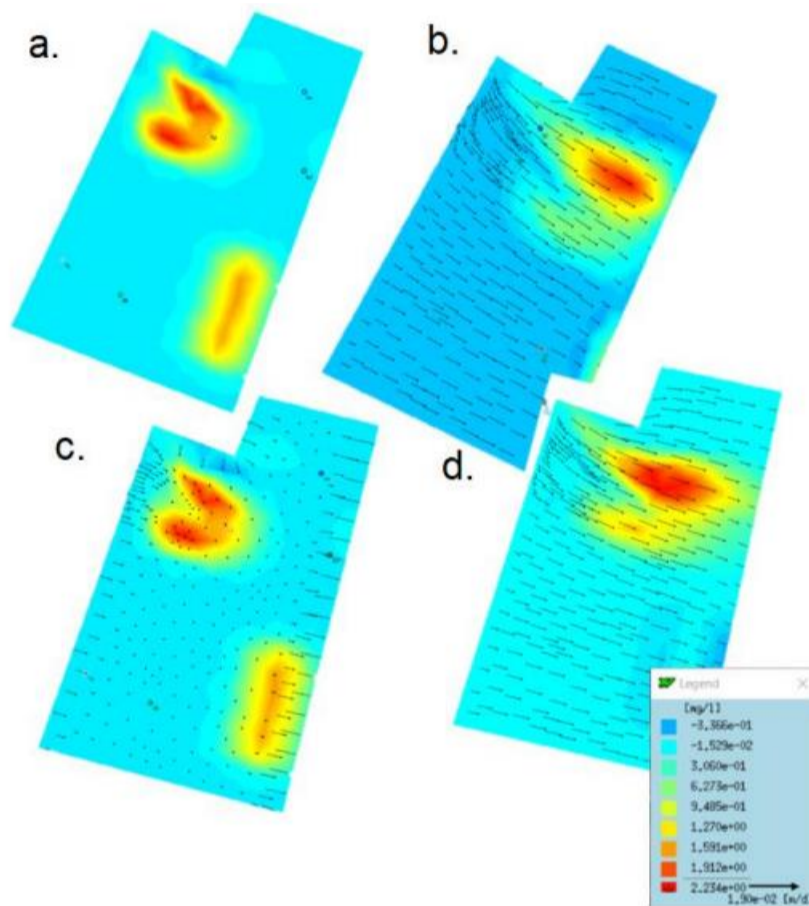 a.
b.
c.
d.
Legend
[mg/l]
-3.366e-01
-1.529e-02
3.060e-01
6.273e-01
9.485e-01
1.270e+00
1.591e+00
1.912e+00
2.234e+00
1.90e-02 [m/d]